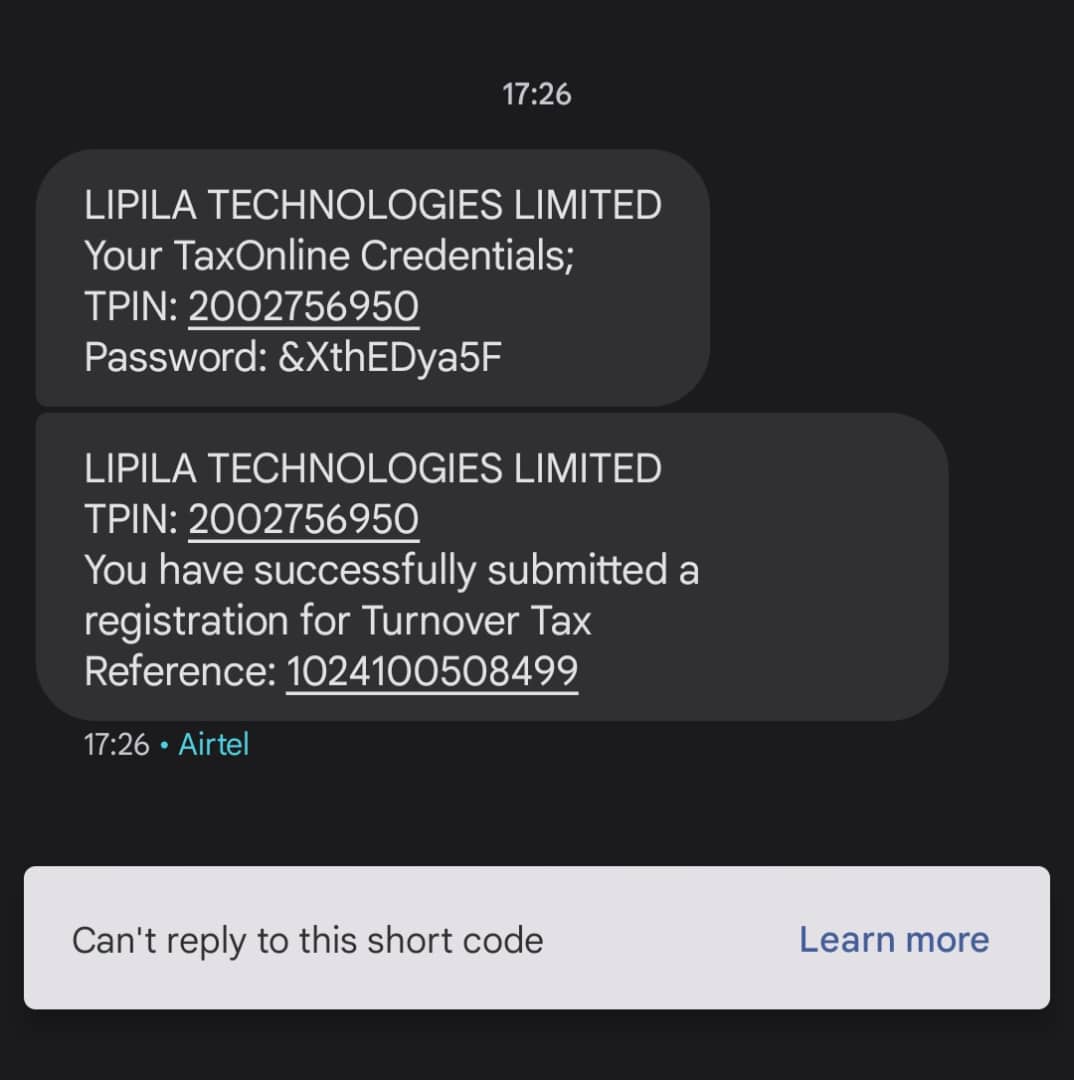 17:26
LIPILA TECHNOLOGIES LIMITED
Your TaxOnline Credentials;
TPIN: 2002756950
Password: &XthEDya5F
LIPILA TECHNOLOGIES LIMITED
TPIN: 2002756950
You have successfully submitted a
registration for Turnover Tax
Reference: 1024100508499
17:26 • Airtel
Can't reply to this short code Learn more